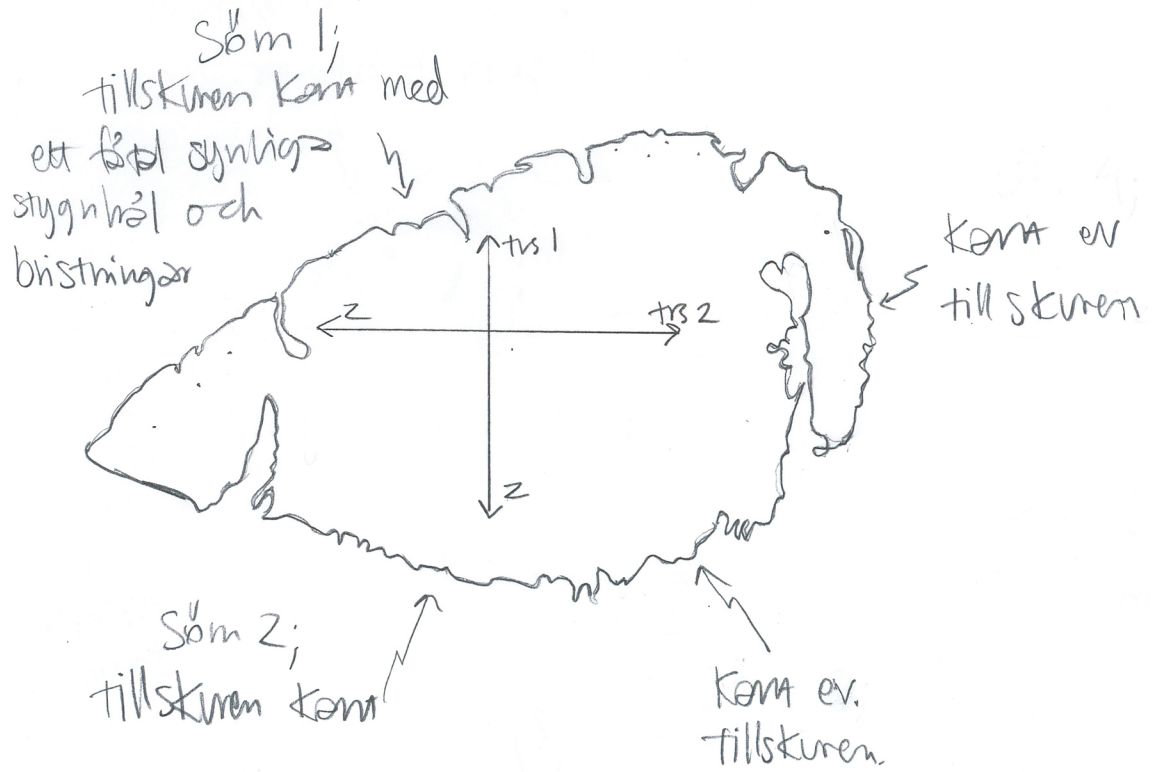 Söm 1;
tillskuren kant med
ett fåtal synliga
stygnhål och
bristningar
trs 1
Kant ev
tillskuren
z
trs 2
z
Söm 2;
tillskuren kant
Kant ev.
tillskuren.